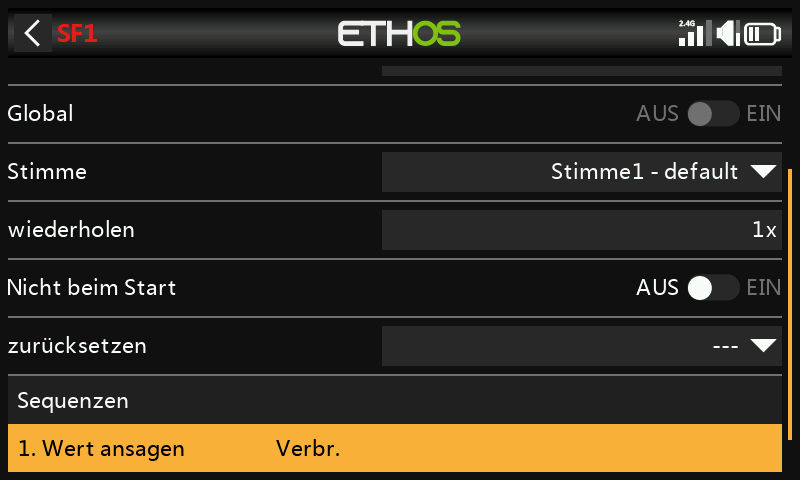 SF1
ETHOS
2.4G
Global AUS EIN
Stimme Stimme1 - default
wiederholen 1x
Nicht beim Start AUS EIN
zurücksetzen ---
Sequenzen
1. Wert ansagen Verbr.